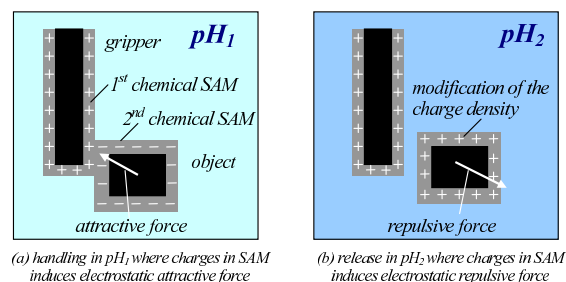 pH1
gripper
1st chemical SAM
2nd chemical SAM
object
attractive force
(a) handling in pH1 where charges in SAM
induces electrostatic attractive force
pH2
modification of the
charge density
repulsive force
(b) release in pH2 where charges in SAM
induces electrostatic repulsive force